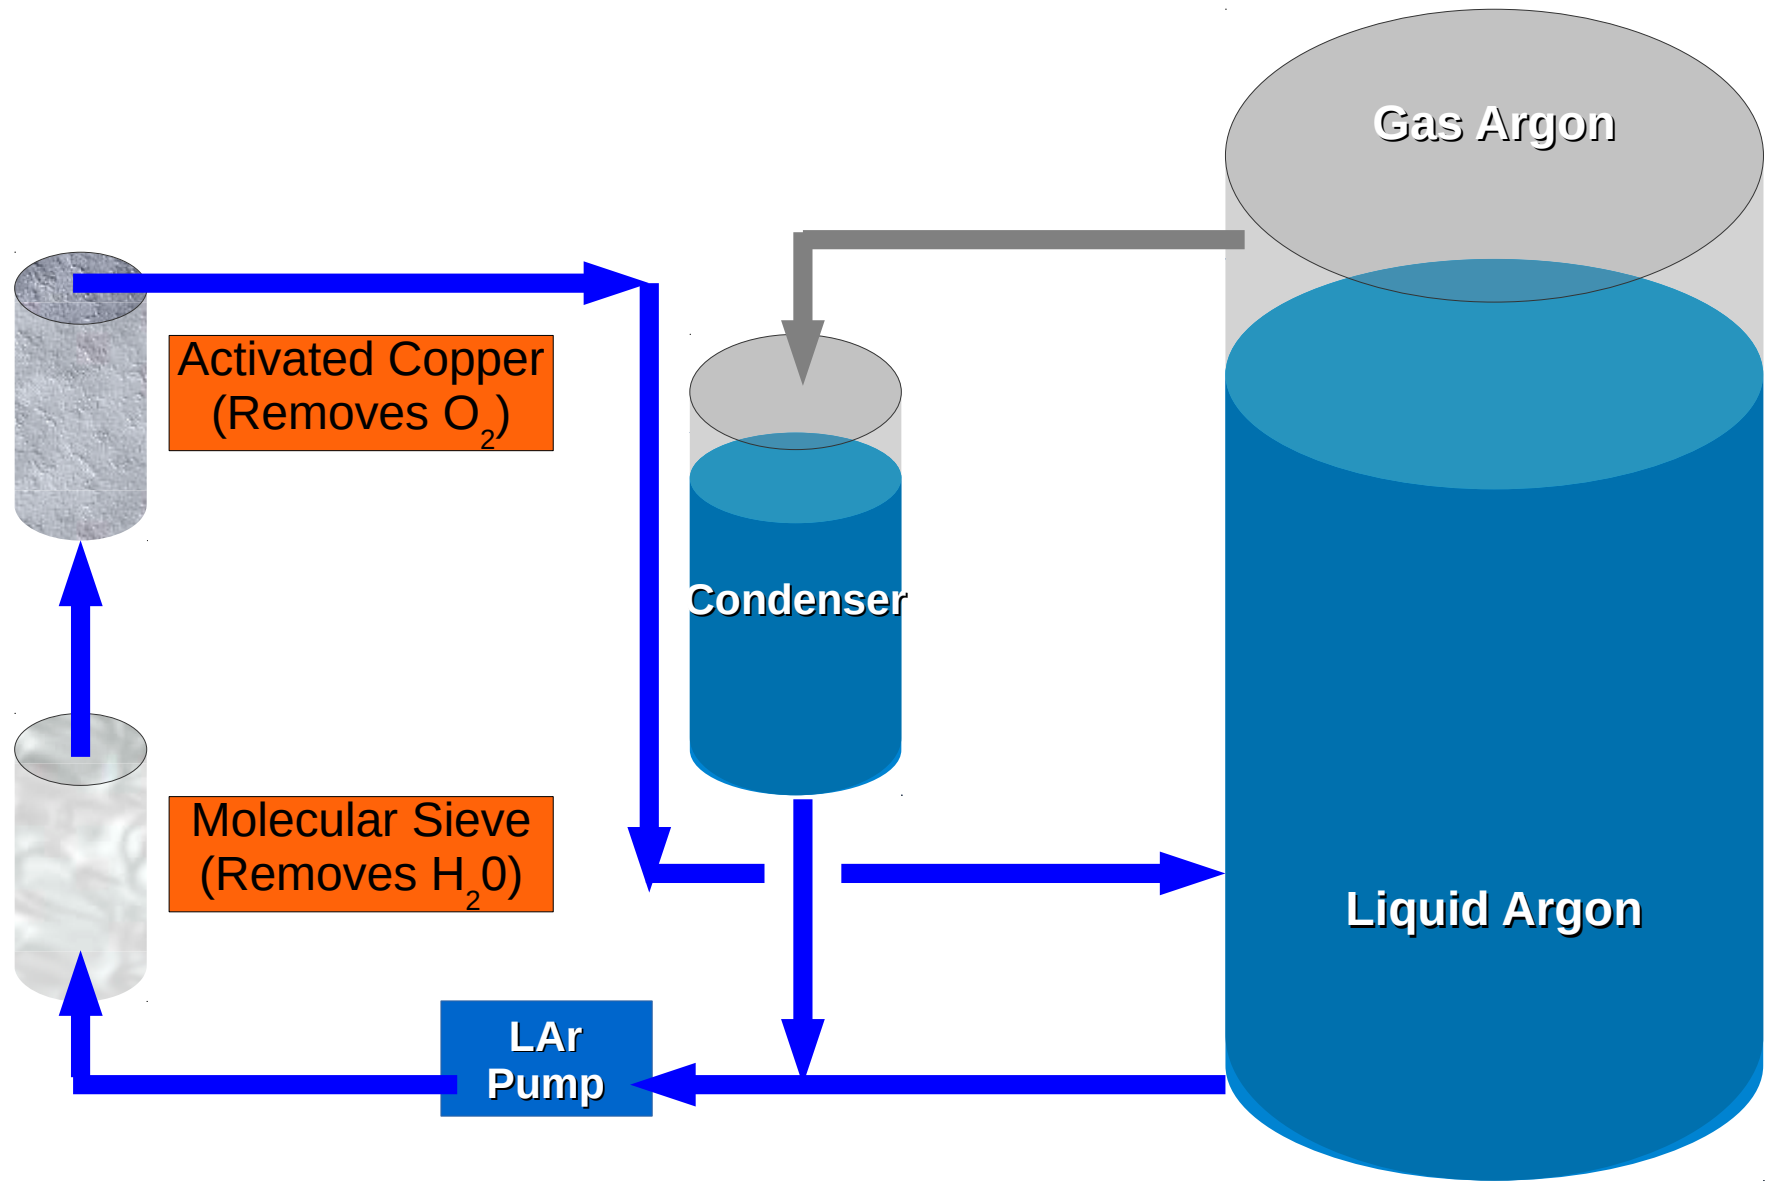 Gas Argon
Activated Copper
(Removes O₂)
Condenser
Molecular Sieve
(Removes H₂0)
Liquid Argon
LAr
Pump